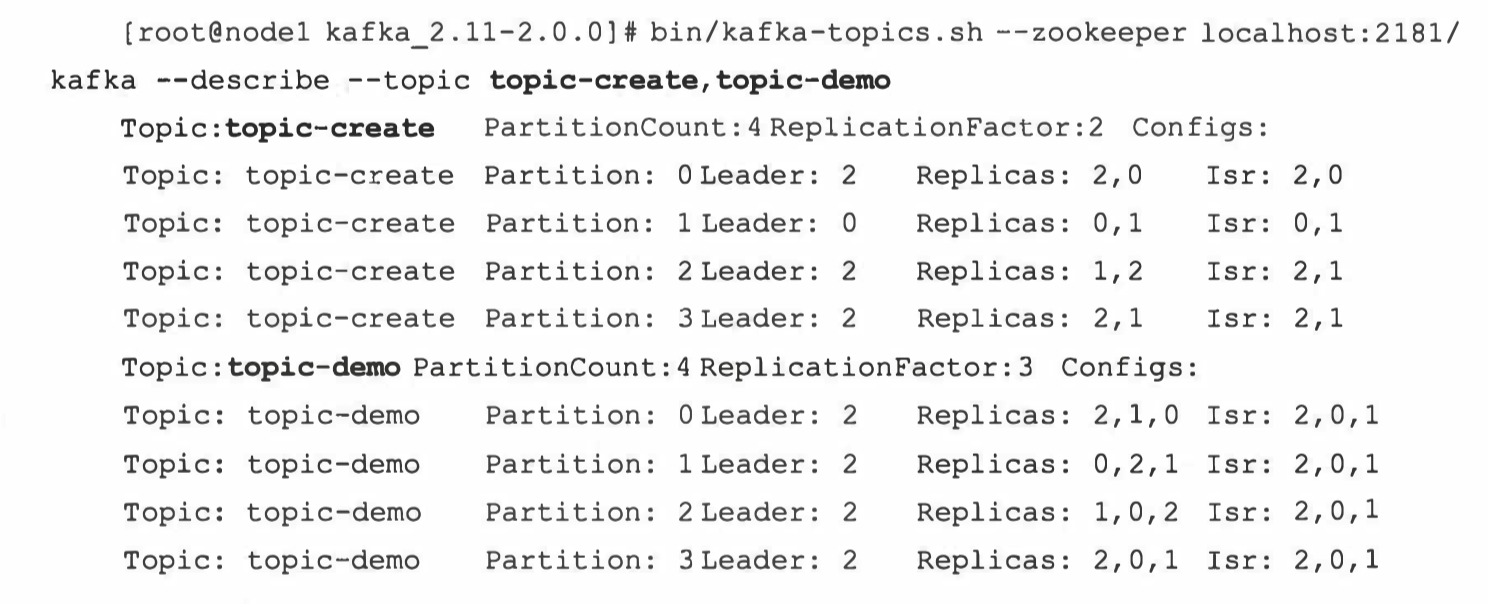 [root@node1 kafka_2.11-2.0.0]# bin/kafka-topics.sh --zookeeper localhost:2181/
kafka --describe --topic topic-create,topic-demo
Topic:topic-create PartitionCount:4 ReplicationFactor:2 Configs:
Topic: topic-create Partition: 0 Leader: 2 Replicas: 2,0 Isr: 2,0
Topic: topic-create Partition: 1 Leader: 0 Replicas: 0,1 Isr: 0,1
Topic: topic-create Partition: 2 Leader: 2 Replicas: 1,2 Isr: 2,1
Topic: topic-create Partition: 3 Leader: 2 Replicas: 2,1 Isr: 2,1
Topic:topic-demo PartitionCount:4 ReplicationFactor:3 Configs:
Topic: topic-demo Partition: 0 Leader: 2 Replicas: 2,1,0 Isr: 2,0,1
Topic: topic-demo Partition: 1 Leader: 2 Replicas: 0,2,1 Isr: 2,0,1
Topic: topic-demo Partition: 2 Leader: 2 Replicas: 1,0,2 Isr: 2,0,1
Topic: topic-demo Partition: 3 Leader: 2 Replicas: 2,0,1 Isr: 2,0,1